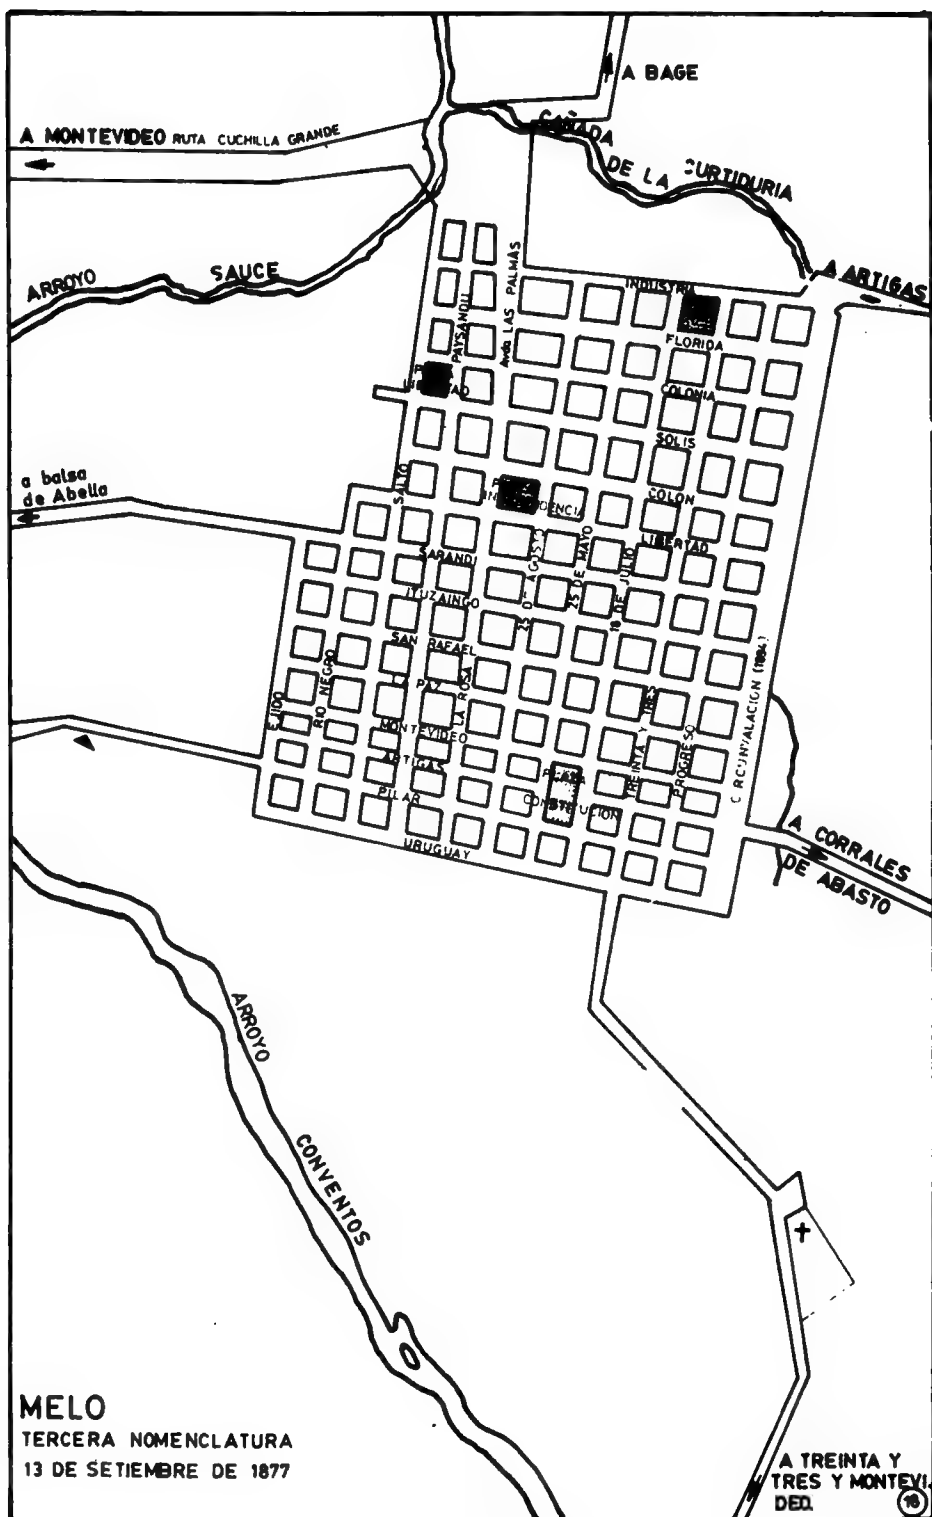 A BAGE
A MONTEVIDEO RUTA CUCHILLA GRANDE
CAÑADA
DE LA CURTIDURIA
A ARTIGAS
ARROYO SAUCE
INDUSTRIA
FLORIDA
COLONIA
SOLIS
COLON
LIBERTAD
Avda LAS PALMAS
PAYSANDU
SALTO
a balsa
de Abella
SARANDI
ITUZAINGO
SAN RAFAEL
LA PAZ
MONTEVIDEO
ARTIGAS
PILAR
URUGUAY
25 DE AGOSTO
25 DE MAYO
18 DE JULIO
EJIDO
RIO NEGRO
LA ROSA
TREINTA Y TRES
PROGRESO
CIRCUNVALACION (1884)
PLAZA
CONSTITUCION
A CORRALES
DE ABASTO
ARROYO
CONVENTOS
MELO
TERCERA NOMENCLATURA
13 DE SETIEMBRE DE 1877
A TREINTA Y
TRES Y MONTEVI.
DEO.